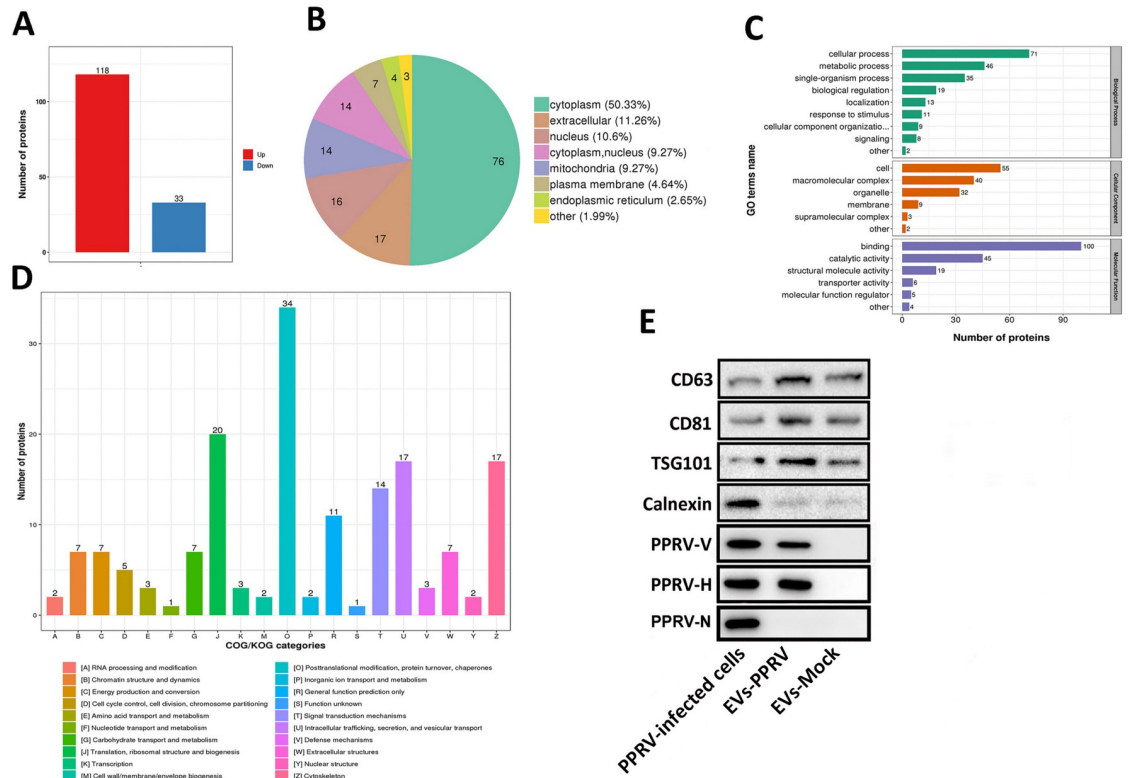 A
118
100
50
0
33
Number of proteins
Up
Down
B
3
4
7
14
14
16
17
76
cytoplasm (50.33%)
extracellular (11.26%)
nucleus (10.6%)
cytoplasm,nucleus (9.27%)
mitochondria (9.27%)
plasma membrane (4.64%)
endoplasmic reticulum (2.65%)
other (1.99%)
C
GO terms name
cellular process 71
metabolic process 46
single-organism process 35
biological regulation 19
localization 13
response to stimulus 11
cellular component organizatio... 9
signaling 8
other 2
Biological Process
cell 55
macromolecular complex 40
organelle 32
membrane 9
supramolecular complex 3
other 2
Cellular Component
binding 100
catalytic activity 45
structural molecule activity 19
transporter activity 6
molecular function regulator 5
other 4
Molecular Function
0 30 60 90
Number of proteins
D
Number of proteins
30
20
10
0
2 7 7 5 3 1 7 20 3 2 34 2 11 1 14 17 3 7 2 17
A B C D E F G J K M O P R S T U V W Y Z
COG/KOG categories
[A] RNA processing and modification
[B] Chromatin structure and dynamics
[C] Energy production and conversion
[D] Cell cycle control, cell division, chromosome partitioning
[E] Amino acid transport and metabolism
[F] Nucleotide transport and metabolism
[G] Carbohydrate transport and metabolism
[J] Translation, ribosomal structure and biogenesis
[K] Transcription
[M] Cell wall/membrane/envelope biogenesis
[O] Posttranslational modification, protein turnover, chaperones
[P] Inorganic ion transport and metabolism
[R] General function prediction only
[S] Function unknown
[T] Signal transduction mechanisms
[U] Intracellular trafficking, secretion, and vesicular transport
[V] Defense mechanisms
[W] Extracellular structures
[Y] Nuclear structure
[Z] Cytoskeleton
E
CD63
CD81
TSG101
Calnexin
PPRV-V
PPRV-H
PPRV-N
PPRV-infected cells
EVs-PPRV
EVs-Mock